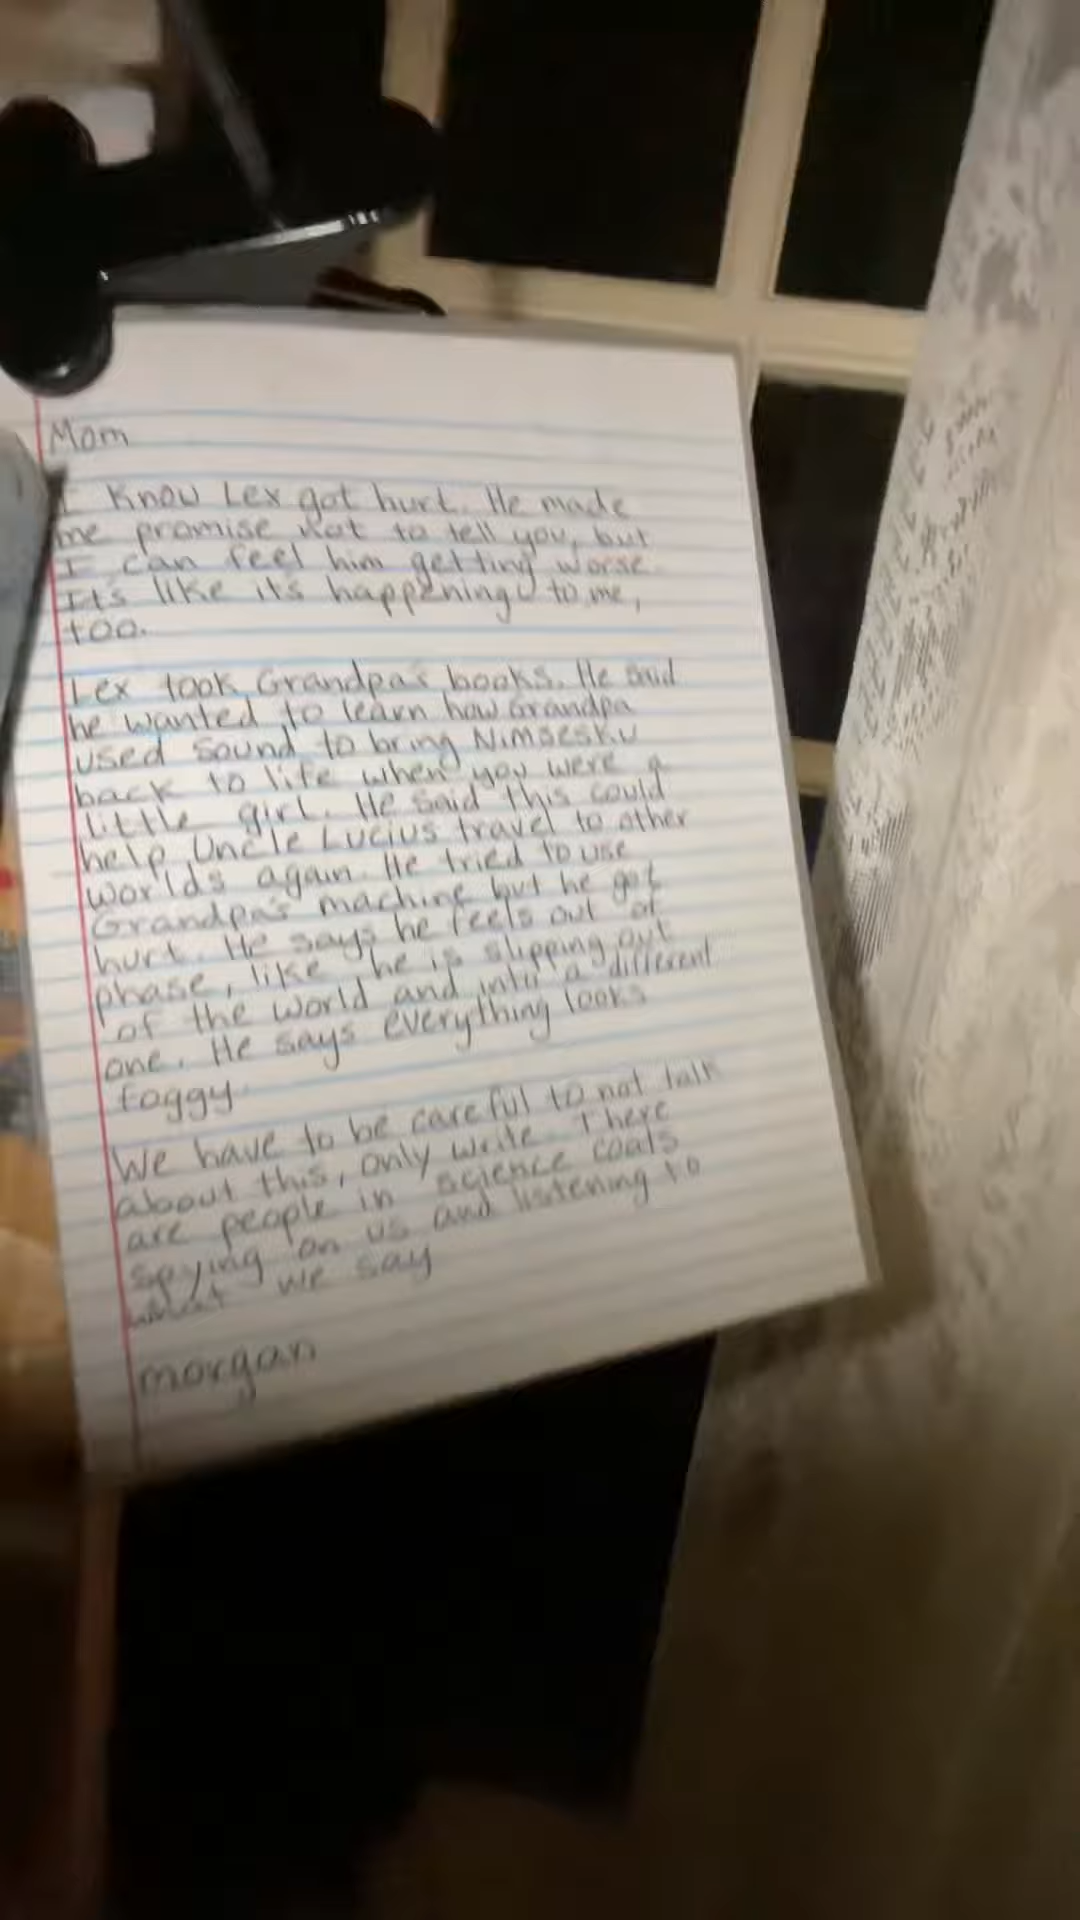 Mom
I know Lex got hurt. He made
me promise not to tell you, but
I can feel him getting worse.
It's like it's happening to me,
too.
Lex took Grandpa's books. He said
he wanted to learn how Grandpa
used sound to bring Nimsesku
back to life when you were a
little girl. He said this could
help Uncle Lucius travel to other
worlds again. He tried to use
Grandpa's machine but he got
hurt. He says he feels out of
phase, like he is slipping out
of the world and into a different
one. He says everything looks
foggy.
We have to be careful to not talk
about this, only write. There
are people in science coats
spying on us and listening to
what we say
morgan